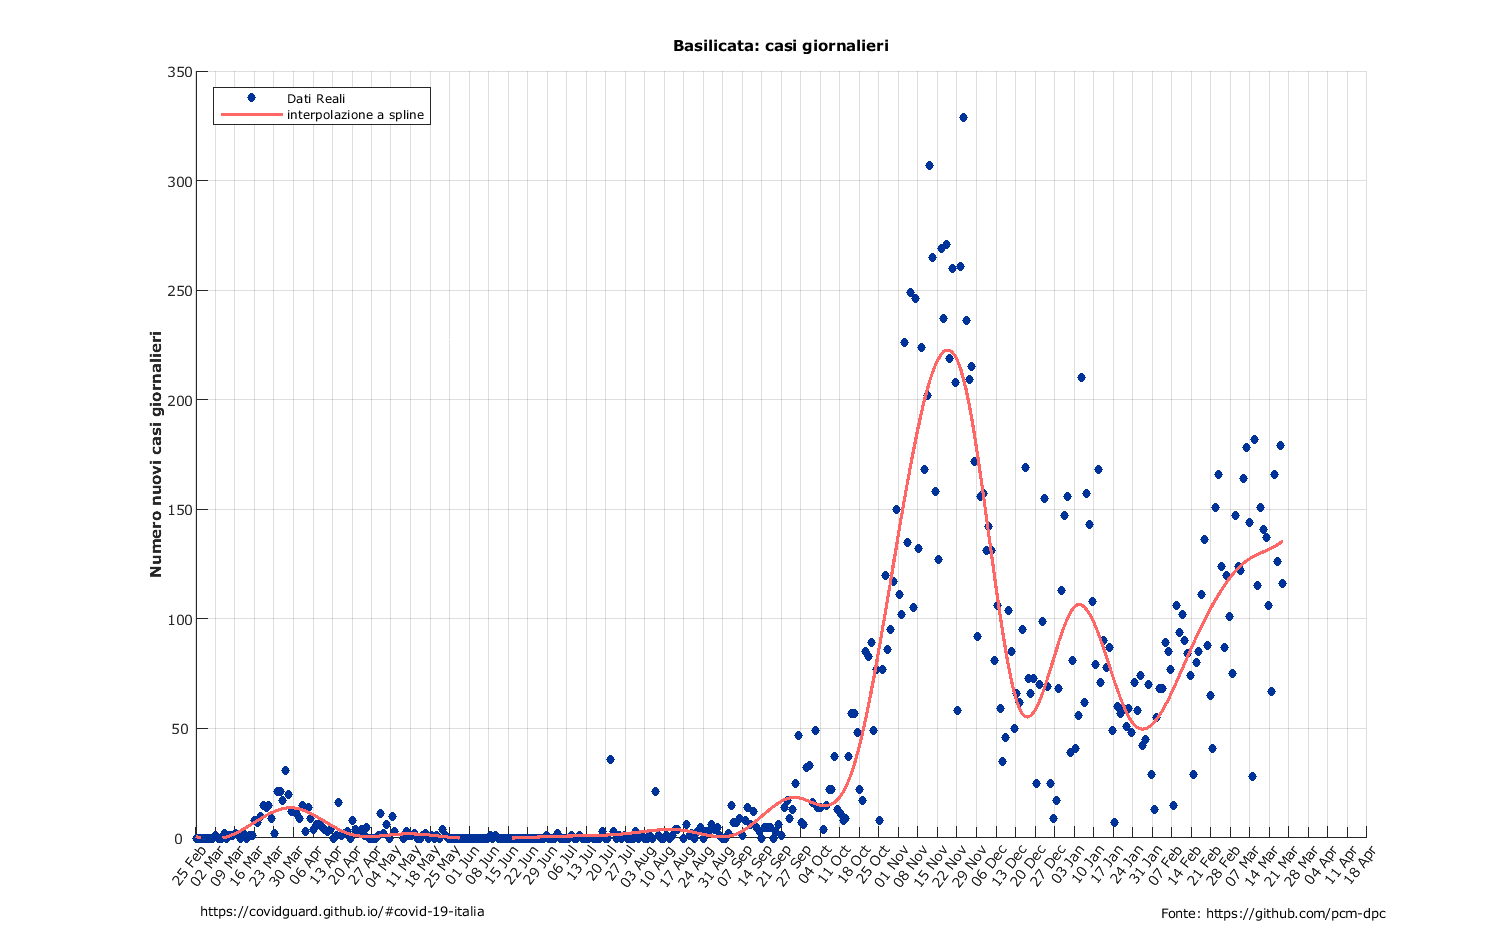 Basilicata: casi giornalieri
Dati Reali
interpolazione a spline
Numero nuovi casi giornalieri
350
300
250
200
150
100
50
0
25 Feb
02 Mar
09 Mar
16 Mar
23 Mar
30 Mar
06 Apr
13 Apr
20 Apr
27 Apr
04 May
11 May
18 May
25 May
01 Jun
08 Jun
15 Jun
22 Jun
29 Jun
06 Jul
13 Jul
20 Jul
27 Jul
03 Aug
10 Aug
17 Aug
24 Aug
31 Aug
07 Sep
14 Sep
21 Sep
27 Sep
04 Oct
11 Oct
18 Oct
25 Oct
01 Nov
08 Nov
15 Nov
22 Nov
29 Nov
06 Dec
13 Dec
20 Dec
27 Dec
03 Jan
10 Jan
17 Jan
24 Jan
31 Jan
07 Feb
14 Feb
21 Feb
28 Feb
07 Mar
14 Mar
21 Mar
28 Mar
04 Apr
11 Apr
18 Apr
https://covidguard.github.io/#covid-19-italia
Fonte: https://github.com/pcm-dpc